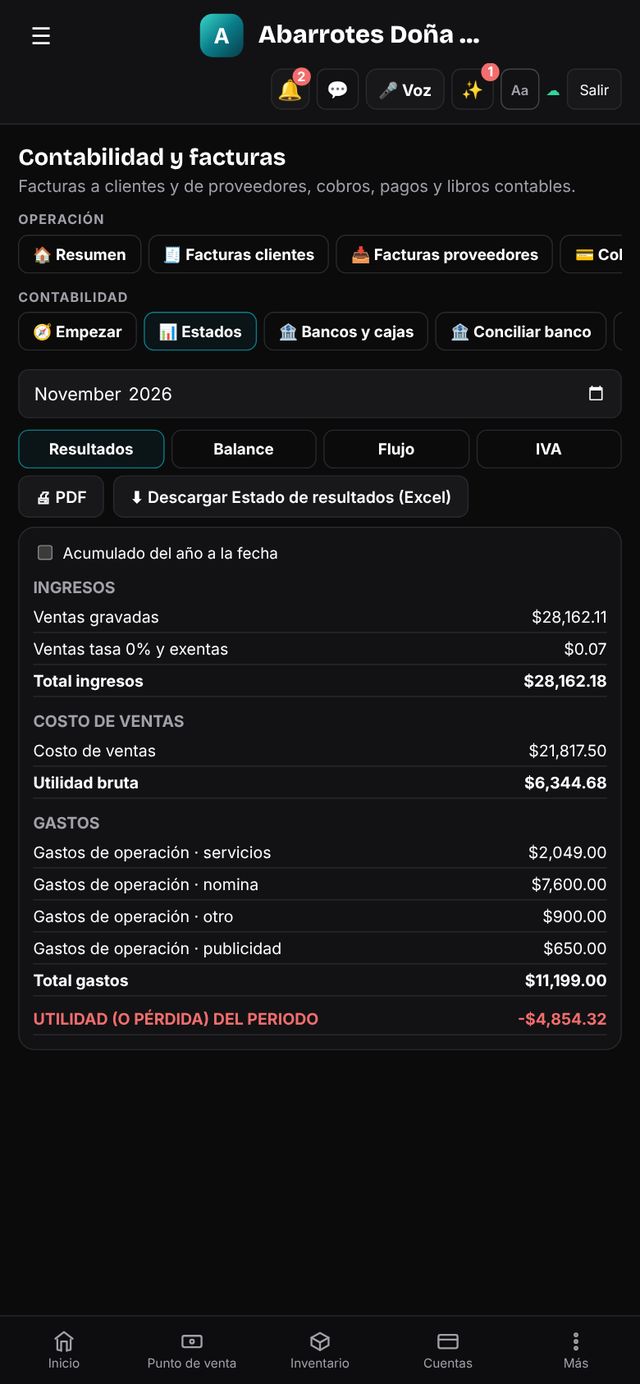 ☰ A Abarrotes Doña ...
🔔 2 💬 🎤 Voz ✨ 1 Aa ☁ Salir
Contabilidad y facturas
Facturas a clientes y de proveedores, cobros, pagos y libros contables.
OPERACIÓN
🏠 Resumen 🧾 Facturas clientes 📥 Facturas proveedores 💳 Col
CONTABILIDAD
🧭 Empezar 📊 Estados 🏦 Bancos y cajas 🏦 Conciliar banco
November 2026
Resultados Balance Flujo IVA
🖨 PDF ⬇ Descargar Estado de resultados (Excel)
Acumulado del año a la fecha
INGRESOS
Ventas gravadas $28,162.11
Ventas tasa 0% y exentas $0.07
Total ingresos $28,162.18
COSTO DE VENTAS
Costo de ventas $21,817.50
Utilidad bruta $6,344.68
GASTOS
Gastos de operación · servicios $2,049.00
Gastos de operación · nomina $7,600.00
Gastos de operación · otro $900.00
Gastos de operación · publicidad $650.00
Total gastos $11,199.00
UTILIDAD (O PÉRDIDA) DEL PERIODO -$4,854.32
Inicio Punto de venta Inventario Cuentas Más